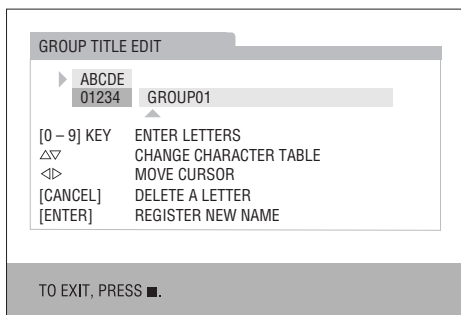 GROUP TITLE EDIT
ABCDE
01234 GROUP01
[0 – 9] KEY ENTER LETTERS
△▽ CHANGE CHARACTER TABLE
◁▷ MOVE CURSOR
[CANCEL] DELETE A LETTER
[ENTER] REGISTER NEW NAME
TO EXIT, PRESS ■.